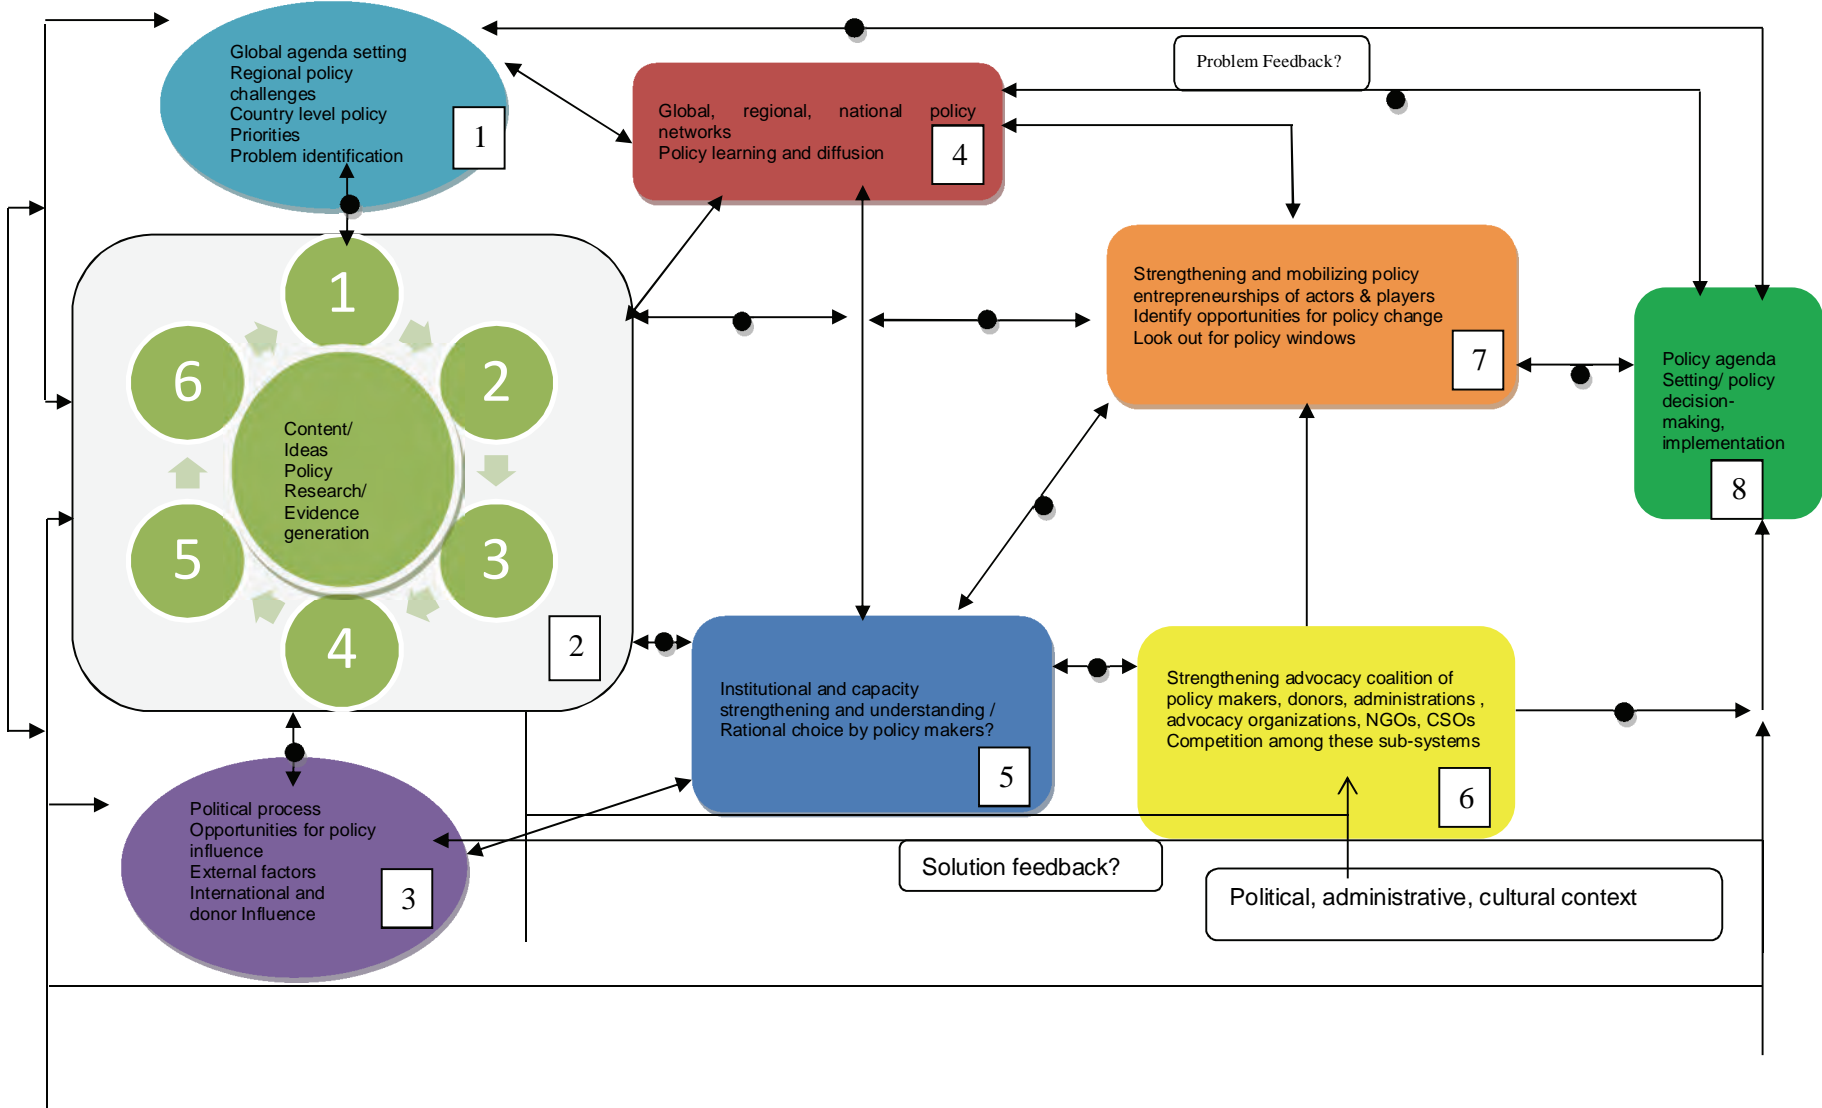 Global agenda setting
Regional policy
challenges
Country level policy
Priorities
Problem identification
1
Problem Feedback?
Global, regional, national policy
networks
Policy learning and diffusion
4
Strengthening and mobilizing policy
entrepreneurships of actors & players
Identify opportunities for policy change
Look out for policy windows
7
Policy agenda
Setting/ policy
decision-
making,
implementation
8
1
2
3
4
5
6
Content/
Ideas
Policy
Research/
Evidence
generation
2
Institutional and capacity
strengthening and understanding /
Rational choice by policy makers?
5
Strengthening advocacy coalition of
policy makers, donors, administrations ,
advocacy organizations, NGOs, CSOs
Competition among these sub-systems
6
Political process
Opportunities for policy
influence
External factors
International and
donor Influence
3
Solution feedback?
Political, administrative, cultural context